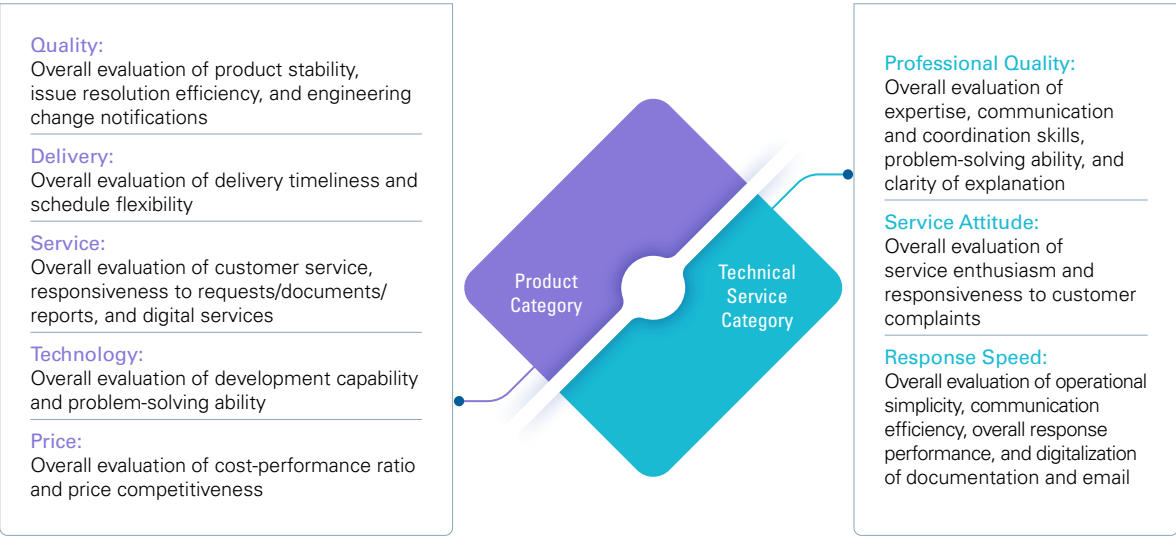 Quality:
Overall evaluation of product stability,
issue resolution efficiency, and engineering
change notifications
Delivery:
Overall evaluation of delivery timeliness and
schedule flexibility
Service:
Overall evaluation of customer service,
responsiveness to requests/documents/
reports, and digital services
Technology:
Overall evaluation of development capability
and problem-solving ability
Price:
Overall evaluation of cost-performance ratio
and price competitiveness
Product
Category
Technical
Service
Category
Professional Quality:
Overall evaluation of
expertise, communication
and coordination skills,
problem-solving ability, and
clarity of explanation
Service Attitude:
Overall evaluation of
service enthusiasm and
responsiveness to customer
complaints
Response Speed:
Overall evaluation of operational
simplicity, communication
efficiency, overall response
performance, and digitalization
of documentation and email